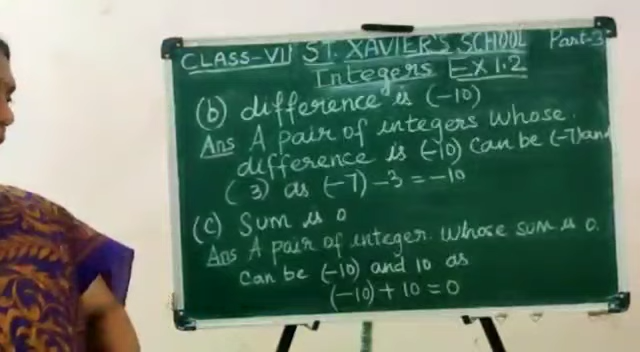 CLASS-VII ST. XAVIER'S SCHOOL Part-3
Integers EX 1.2
(b) difference is (-10)
Ans A pair of integers whose
difference is (-10) can be (-7) and
( 3) as (-7) -3 = -10
(c) Sum is 0
Ans A pair of integer. whose sum is 0.
can be (-10) and 10 as
(-10) + 10 = 0